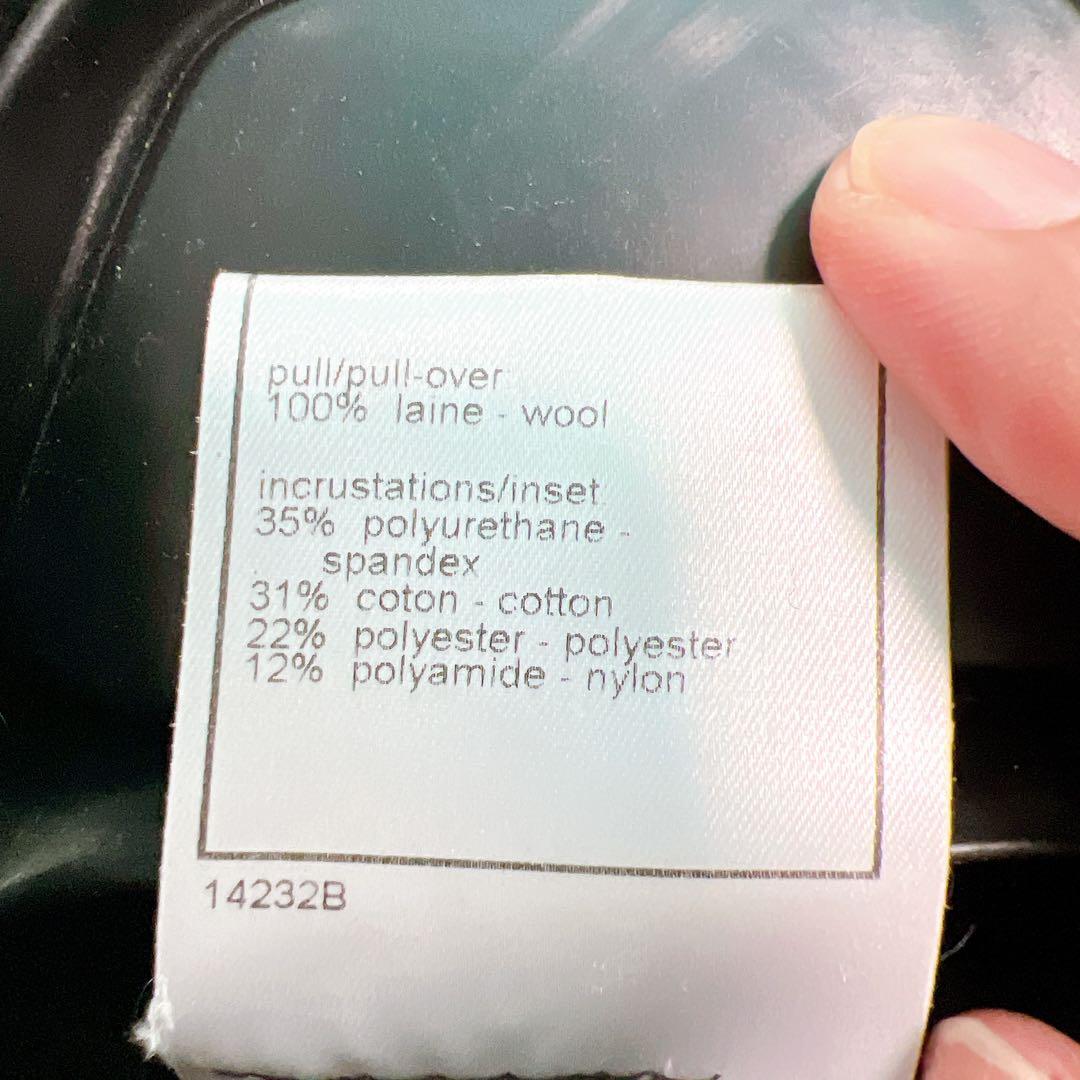 pull/pull-over:
100% laine - wool
incrustations/inset:
35% polyurethane -
spandex
31% coton - cotton
22% polyester - polyester
12% polyamide - nylon
14232B